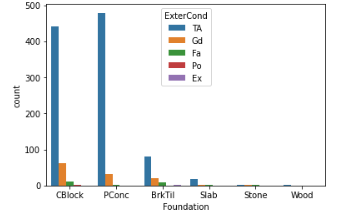 500
400
300
200
100
0
count
ExterCond
TA
Gd
Fa
Po
Ex
CBlock PConc BrkTil Slab Stone Wood
Foundation